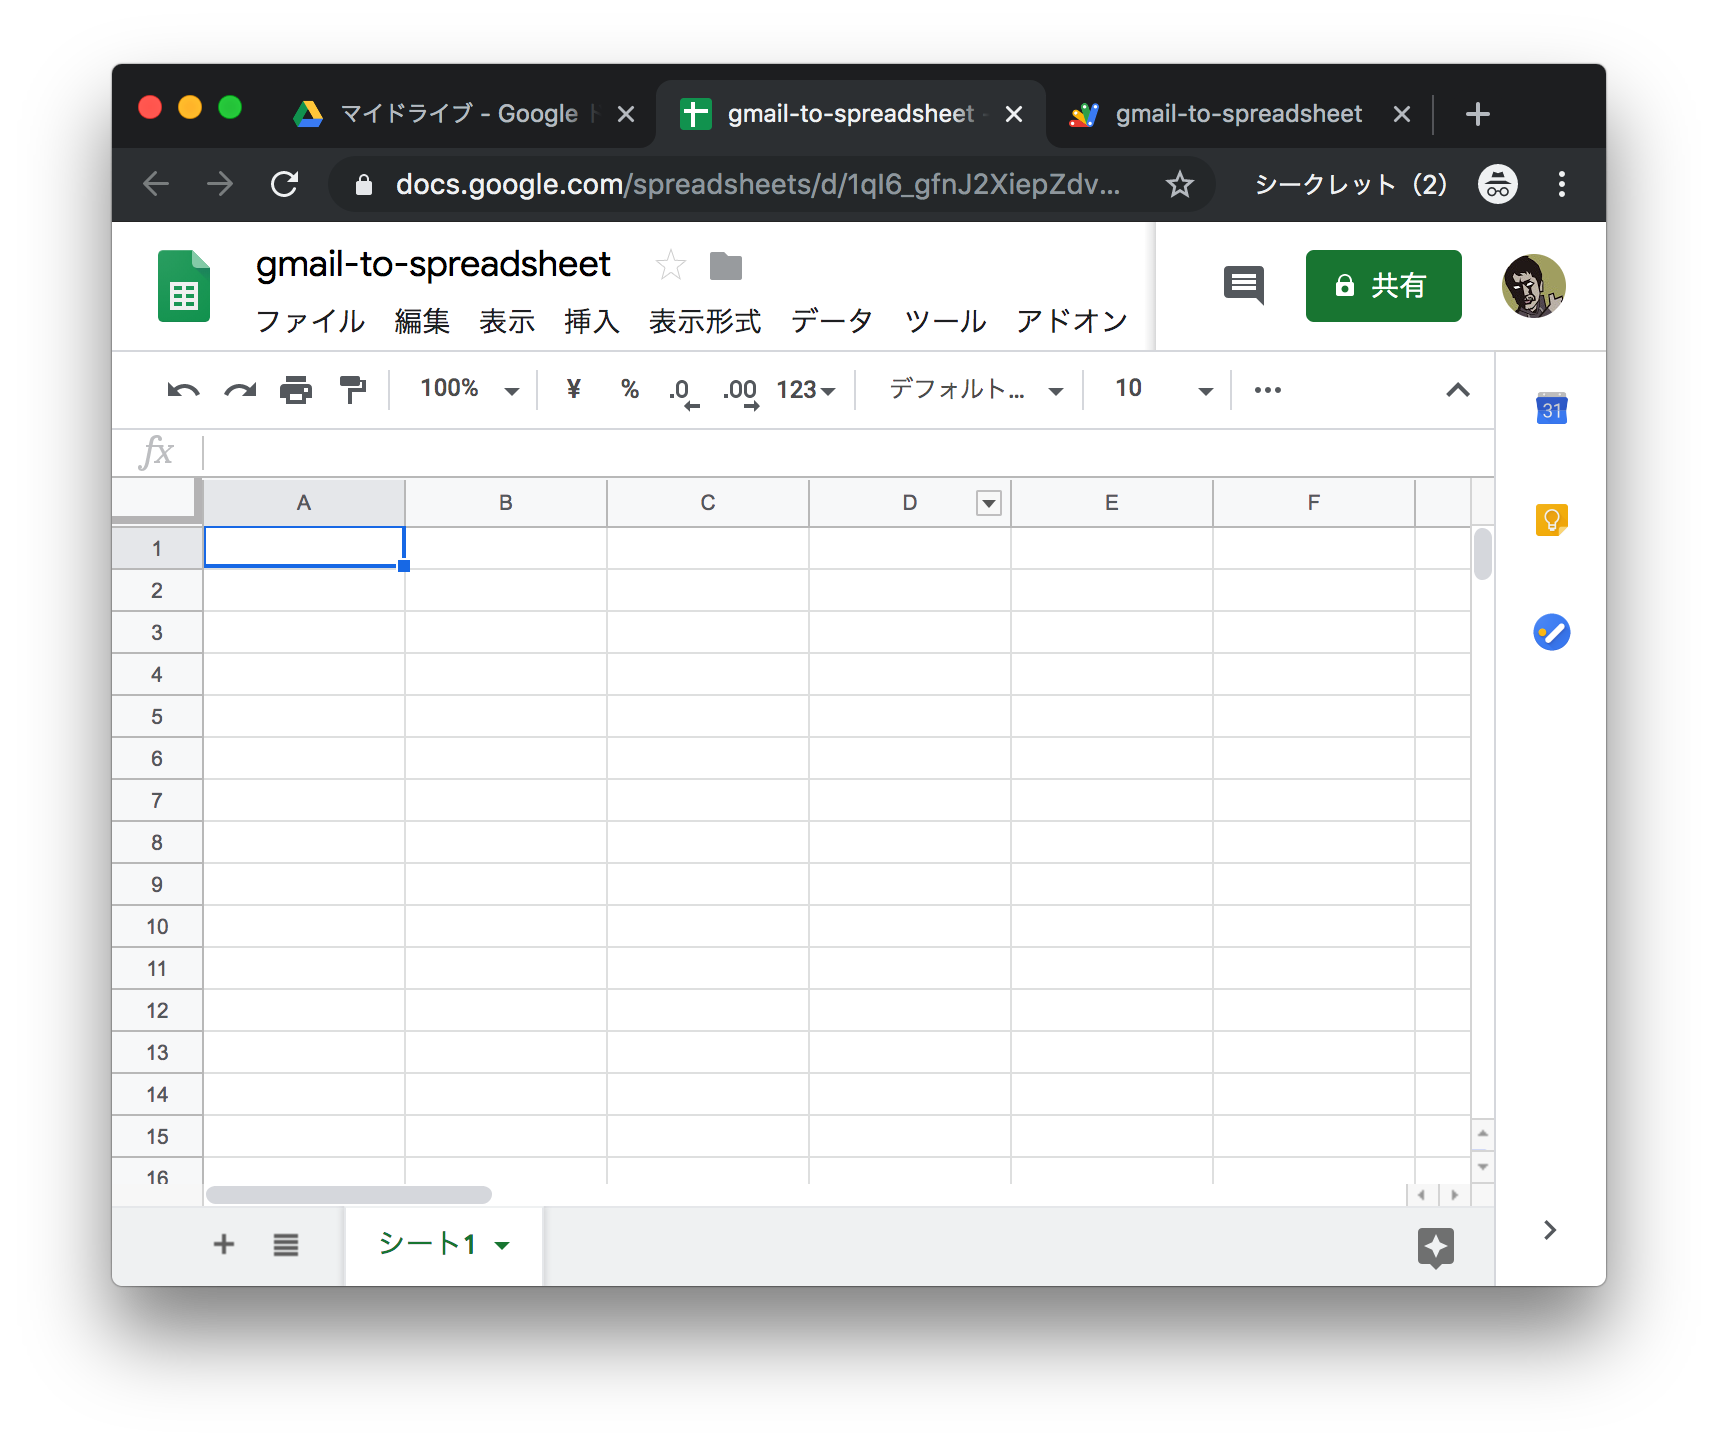 マイドライブ - Google
gmail-to-spreadsheet -
gmail-to-spreadsheet
docs.google.com/spreadsheets/d/1qI6_gfnJ2XiepZdv...
シークレット（2）
gmail-to-spreadsheet
共有
ファイル 編集 表示 挿入 表示形式 データ ツール アドオン
100% ¥ % .0 .00 123 デフォルト... 10
31
fx
A B C D E F
1
2
3
4
5
6
7
8
9
10
11
12
13
14
15
16
シート1